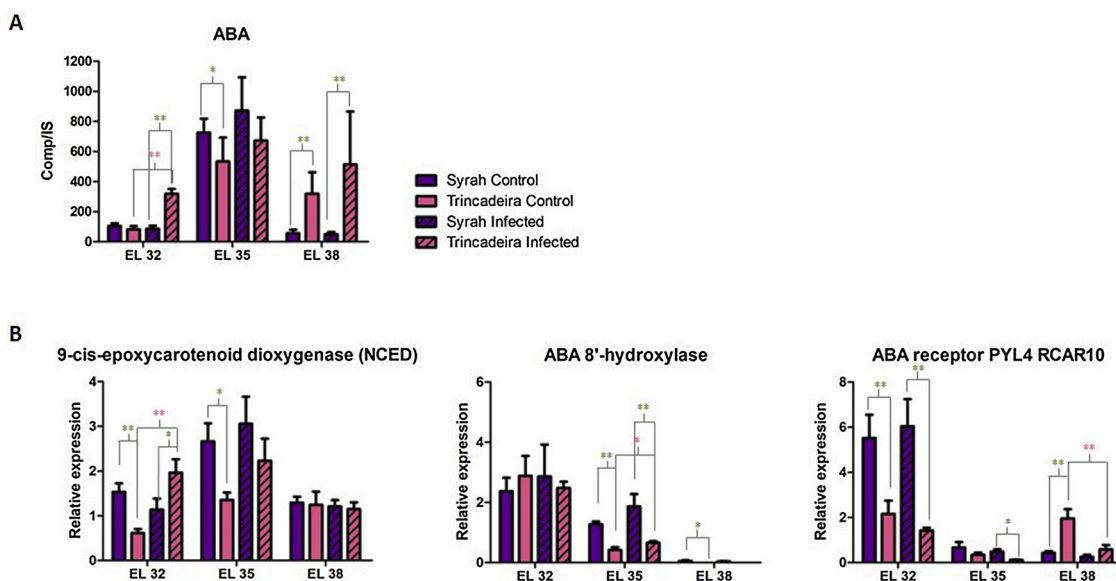 A
ABA
1200
1000
800
600
400
200
0
Comp/IS
*
**
**
**
**
EL 32
EL 35
EL 38
Syrah Control
Trincadeira Control
Syrah Infected
Trincadeira Infected
B
9-cis-epoxycarotenoid dioxygenase (NCED)
4
3
2
1
0
Relative expression
**
**
*
*
EL 32
EL 35
EL 38
ABA 8'-hydroxylase
6
4
2
0
Relative expression
**
**
*
*
EL 32
EL 35
EL 38
ABA receptor PYL4 RCAR10
8
6
4
2
0
Relative expression
**
**
*
**
**
EL 32
EL 35
EL 38